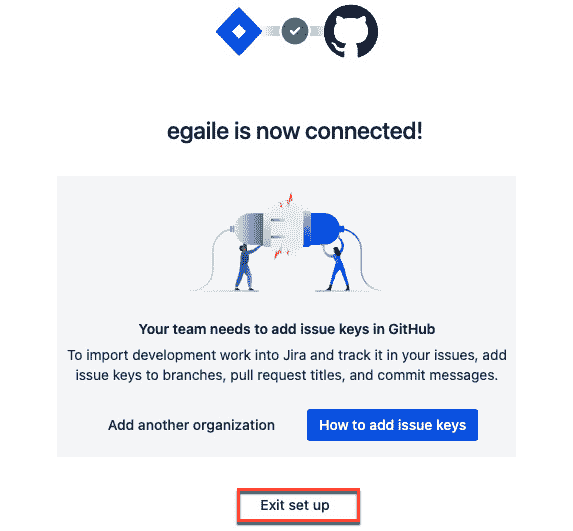 egaile is now connected!
Your team needs to add issue keys in GitHub
To import development work into Jira and track it in your issues, add
issue keys to branches, pull request titles, and commit messages.
Add another organization
How to add issue keys
Exit set up